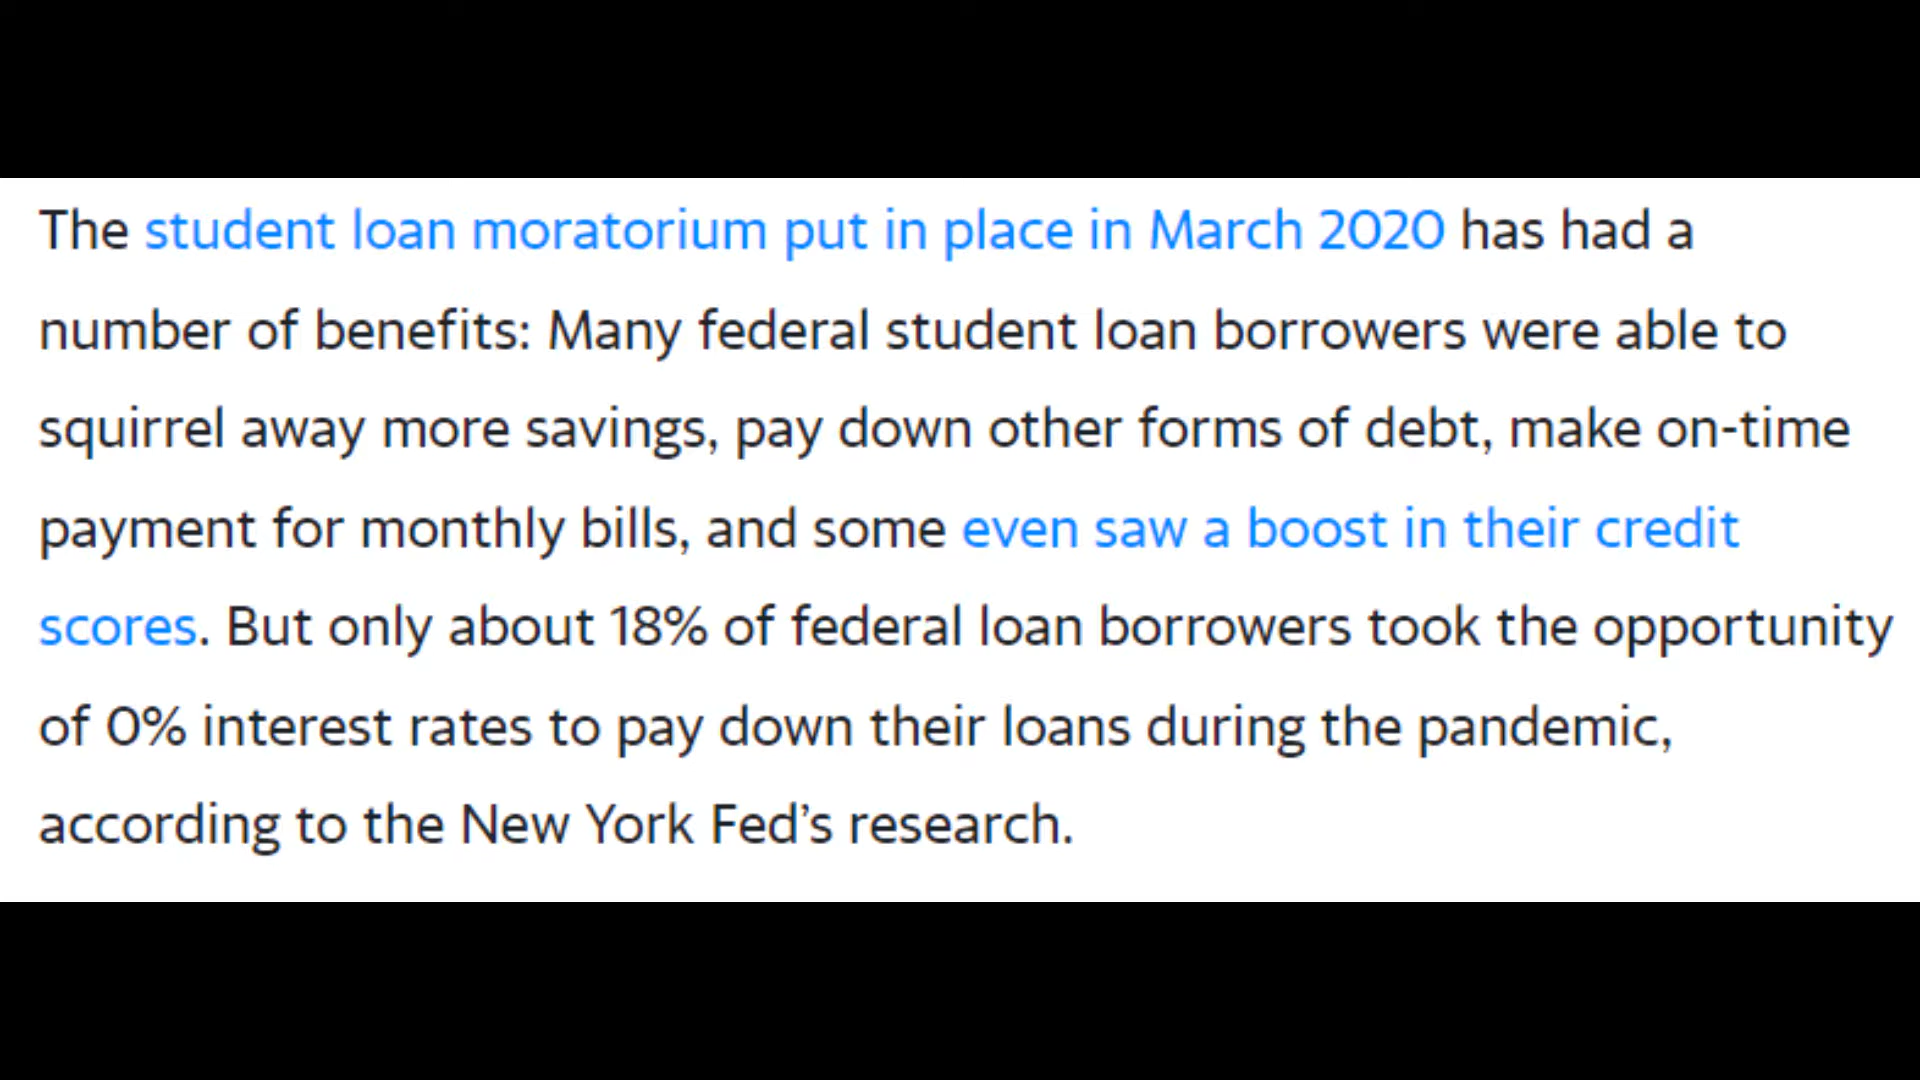 The student loan moratorium put in place in March 2020 has had a
number of benefits: Many federal student loan borrowers were able to
squirrel away more savings, pay down other forms of debt, make on-time
payment for monthly bills, and some even saw a boost in their credit
scores. But only about 18% of federal loan borrowers took the opportunity
of 0% interest rates to pay down their loans during the pandemic,
according to the New York Fed’s research.